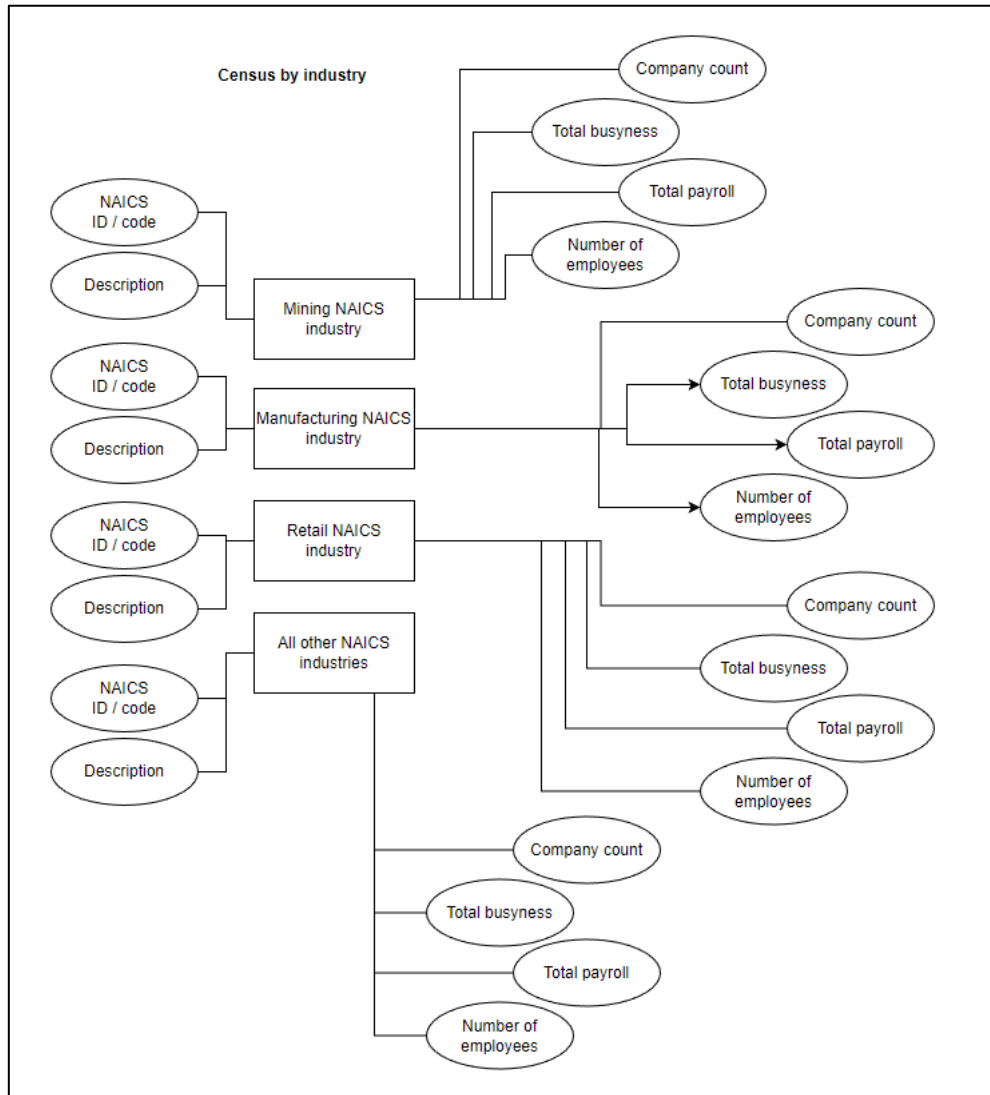 Census by industry
Company count
Total busyness
Total payroll
Number of
employees
NAICS
ID / code
Description
Mining NAICS
industry
Company count
Total busyness
Total payroll
Number of
employees
NAICS
ID / code
Description
Manufacturing NAICS
industry
NAICS
ID / code
Description
Retail NAICS
industry
Company count
Total busyness
Total payroll
Number of
employees
All other NAICS
industries
NAICS
ID / code
Description
Company count
Total busyness
Total payroll
Number of
employees